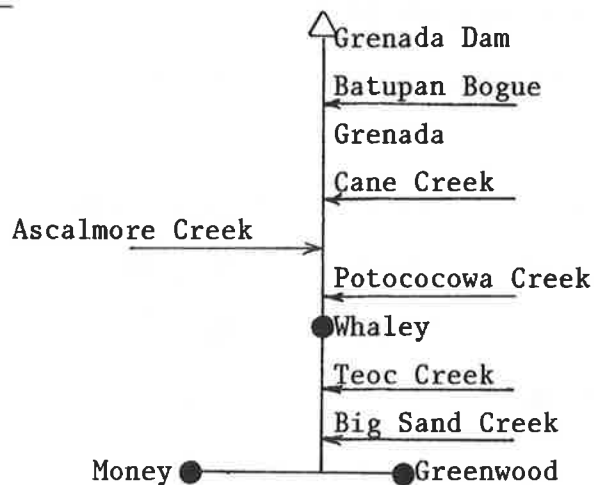 Grenada Dam
Batupan Bogue
Grenada
Cane Creek
Ascalmore Creek
Potococowa Creek
Whaley
Teoc Creek
Big Sand Creek
Money
Greenwood